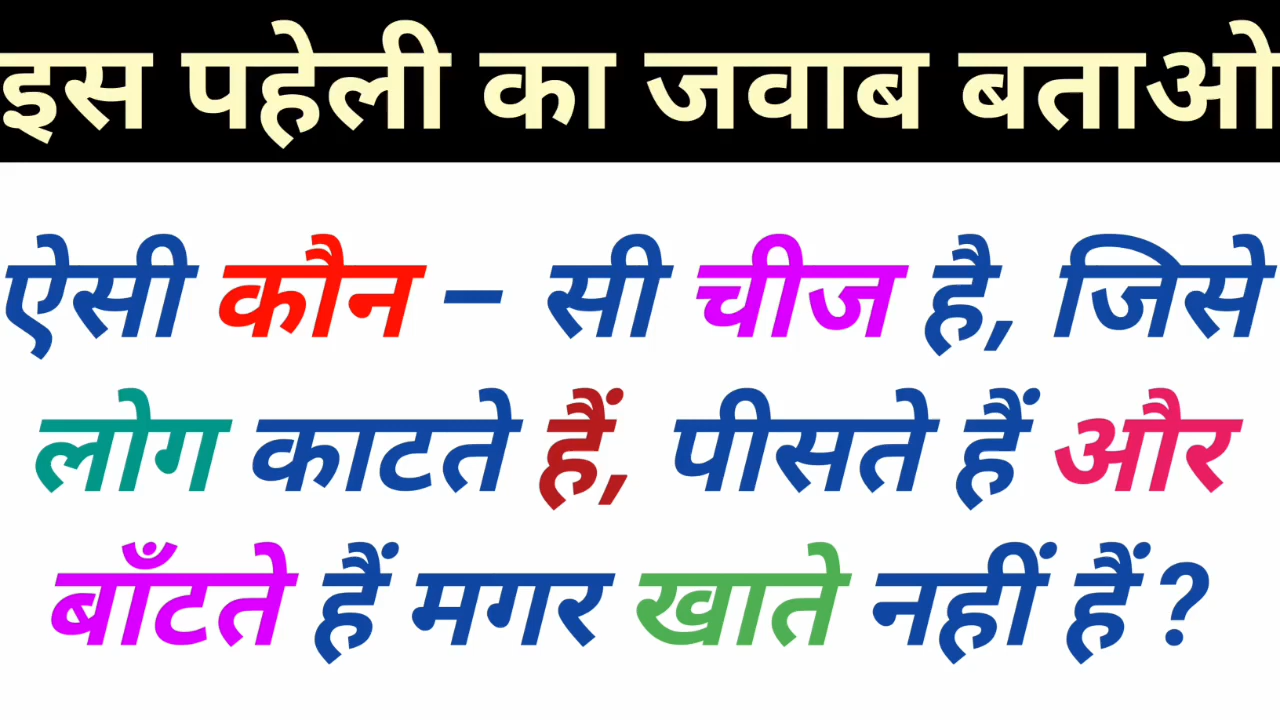 इस पहेली का जवाब बताओ
ऐसी कौन – सी चीज है, जिसे
लोग काटते हैं, पीसते हैं और
बाँटते हैं मगर खाते नहीं हैं ?